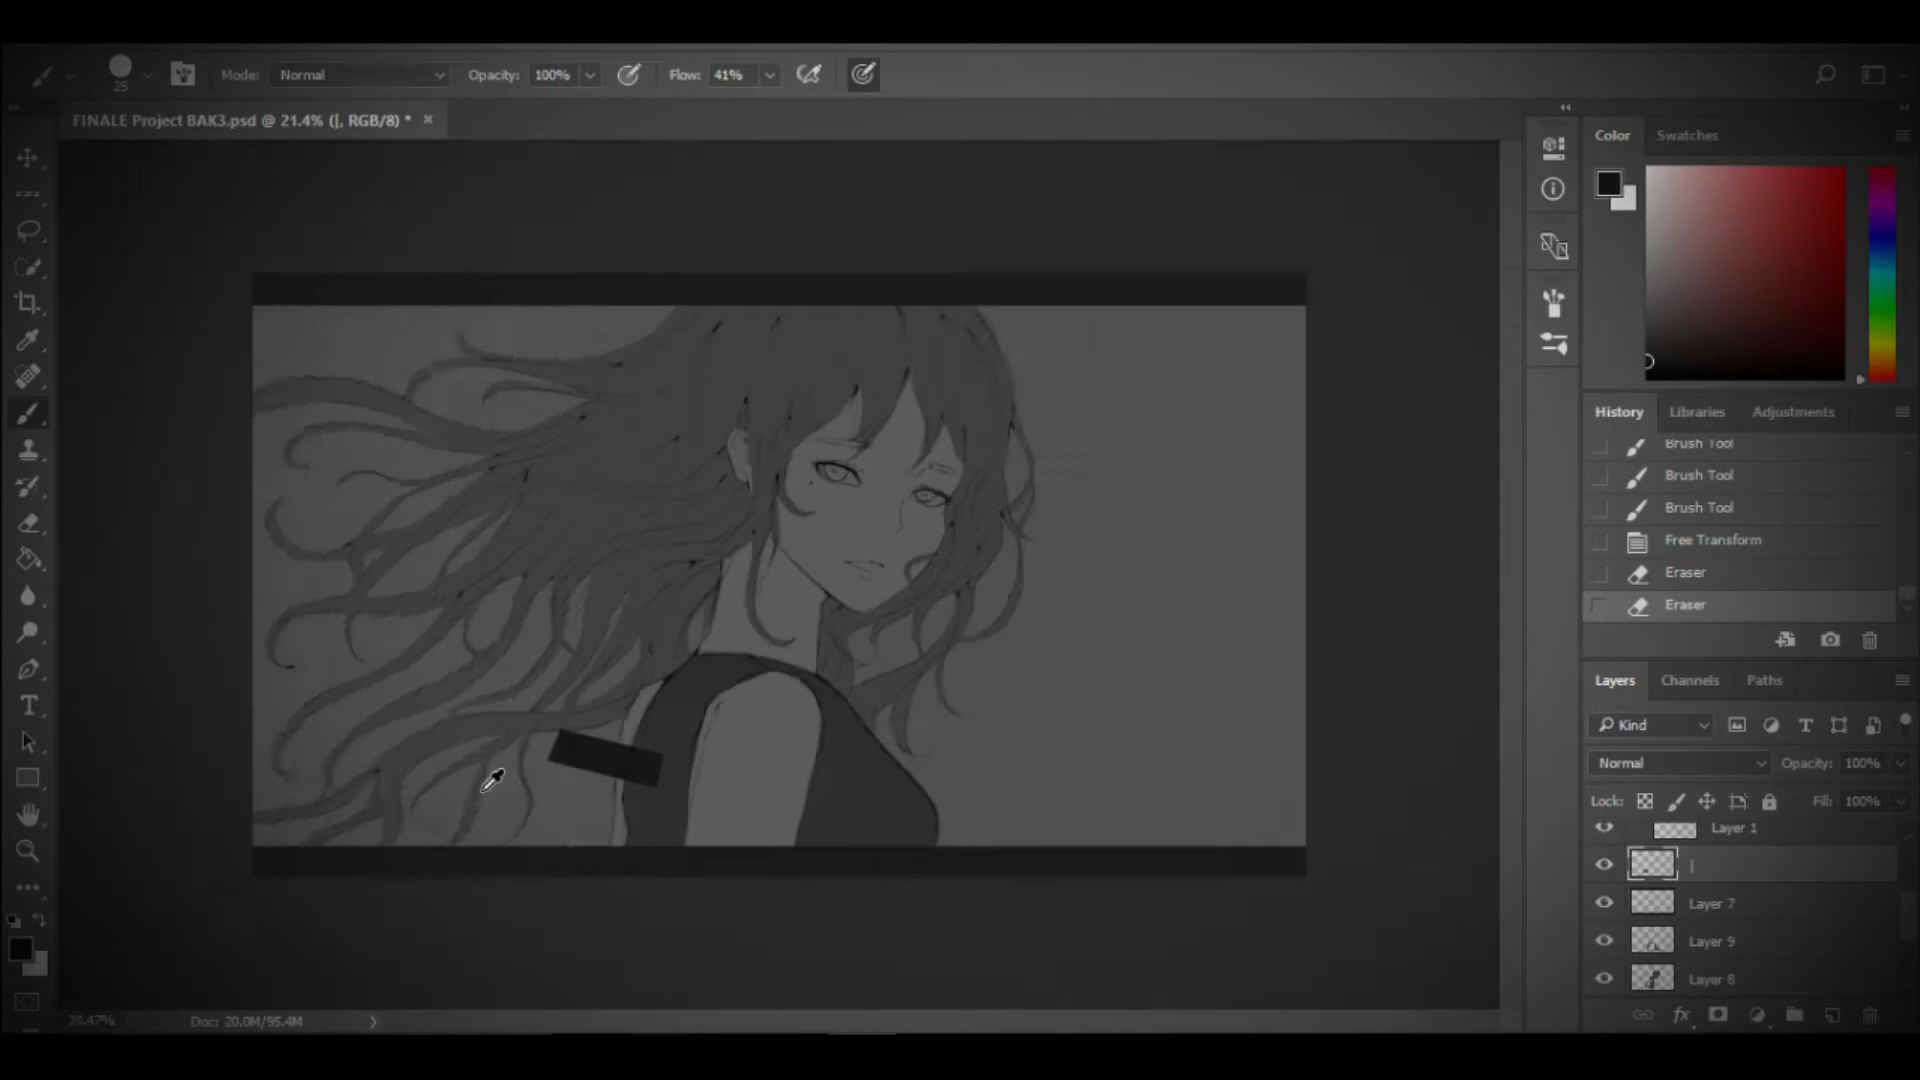 Mode: Normal Opacity: 100% Flow: 41%
25
FINALE Project BAK3.psd @ 21.4% (|, RGB/8) * ×
Color Swatches
History Libraries Adjustments
Brush Tool
Brush Tool
Brush Tool
Free Transform
Eraser
Eraser
Layers Channels Paths
Kind
Normal Opacity: 100%
Lock: Fill: 100%
Layer 1
|
Layer 7
Layer 9
Layer 8
fx
Doc: 20.0M/95.4M